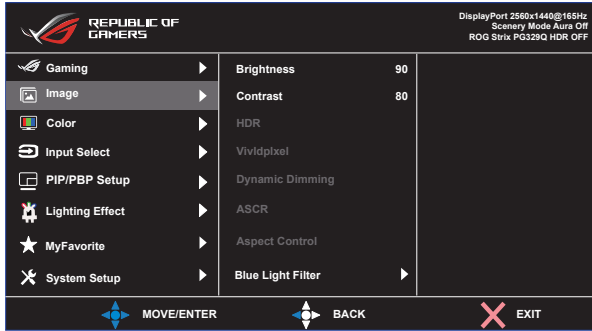 REPUBLIC OF
GAMERS
DisplayPort 2560x1440@165Hz
Scenery Mode Aura Off
ROG Strix PG329Q HDR OFF
Gaming
Image
Color
Input Select
PIP/PBP Setup
Lighting Effect
MyFavorite
System Setup
Brightness 90
Contrast 80
HDR
Vividpixel
Dynamic Dimming
ASCR
Aspect Control
Blue Light Filter
MOVE/ENTER BACK EXIT